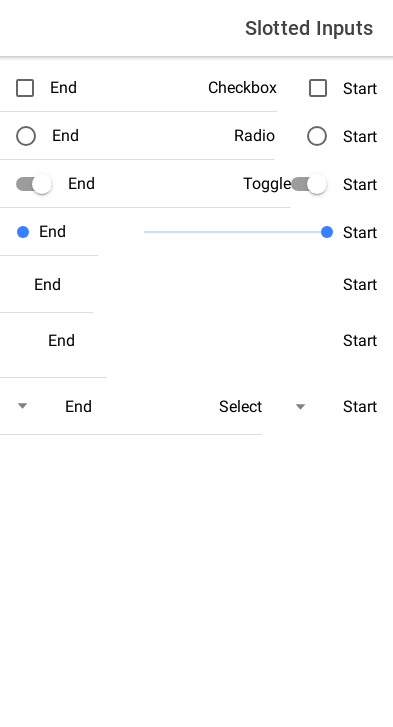 Slotted Inputs
End Checkbox Start
End Radio Start
End Toggle Start
End Start
End Start
End Start
End Select Start